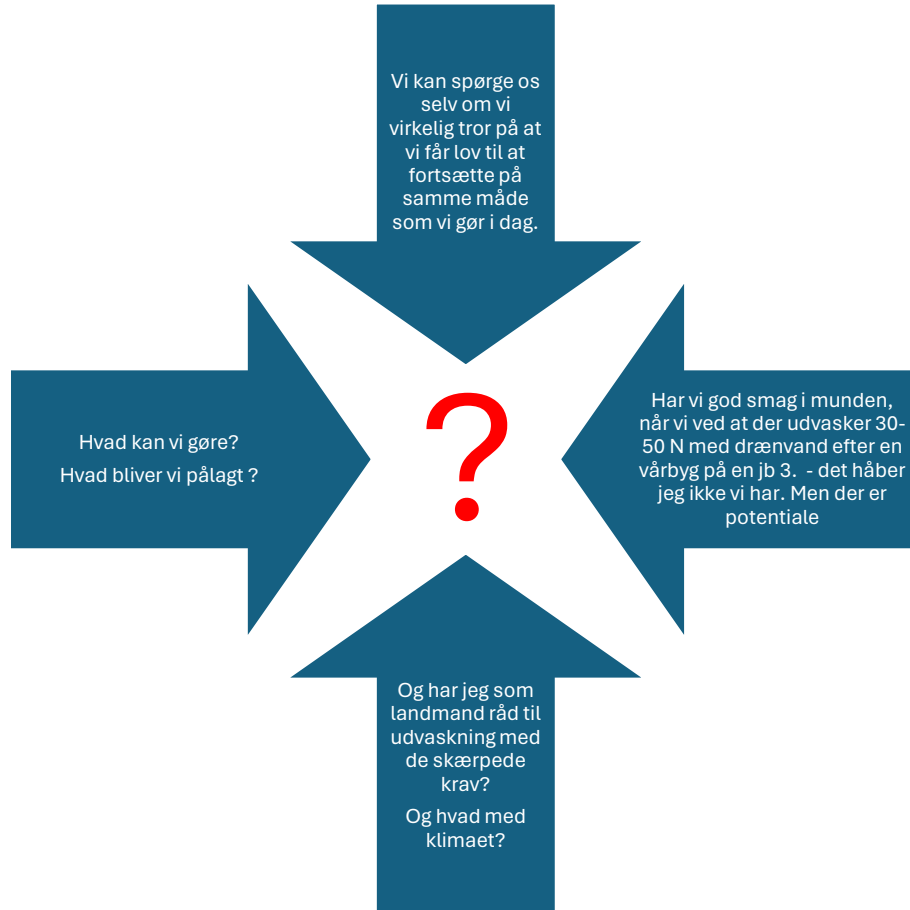 Vi kan spørge os
selv om vi
virkelig tror på at
vi får lov til at
fortsætte på
samme måde
som vi gør i dag.
Har vi god smag i munden,
når vi ved at der udvasker 30-
50 N med drænvand efter en
vårbyg på en jb 3.  - det håber
jeg ikke vi har. Men der er
potentiale
Og har jeg som
landmand råd til
udvaskning med
de skærpede
krav?
Og hvad med
klimaet?
Hvad kan vi gøre?
Hvad bliver vi pålagt ?
?